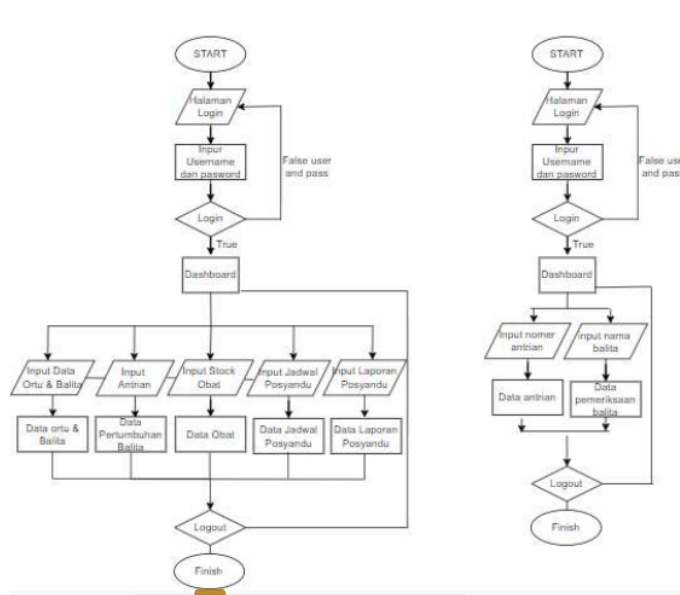 START
Halaman
Login
Inpur
Username
dan pasword
False user
and pass
Login
True
Dashboard
Input Data
Ortu & Balita
Input
Antrian
Input Stock
Obat
Input Jadwal
Posyandu
Input Laporan
Posyandu
Data ortu &
Balita
Data
Pertumbuhan
Balita
Data Obat
Data Jadwal
Posyandu
Data Laporan
Posyandu
Logout
Finish
START
Halaman
Login
Inpur
Username
dan pasword
False use
and pas
Login
True
Dashboard
Input nomer
antrian
input nama
balita
Data antrian
Data
pemeriksaan
balita
Logout
Finish